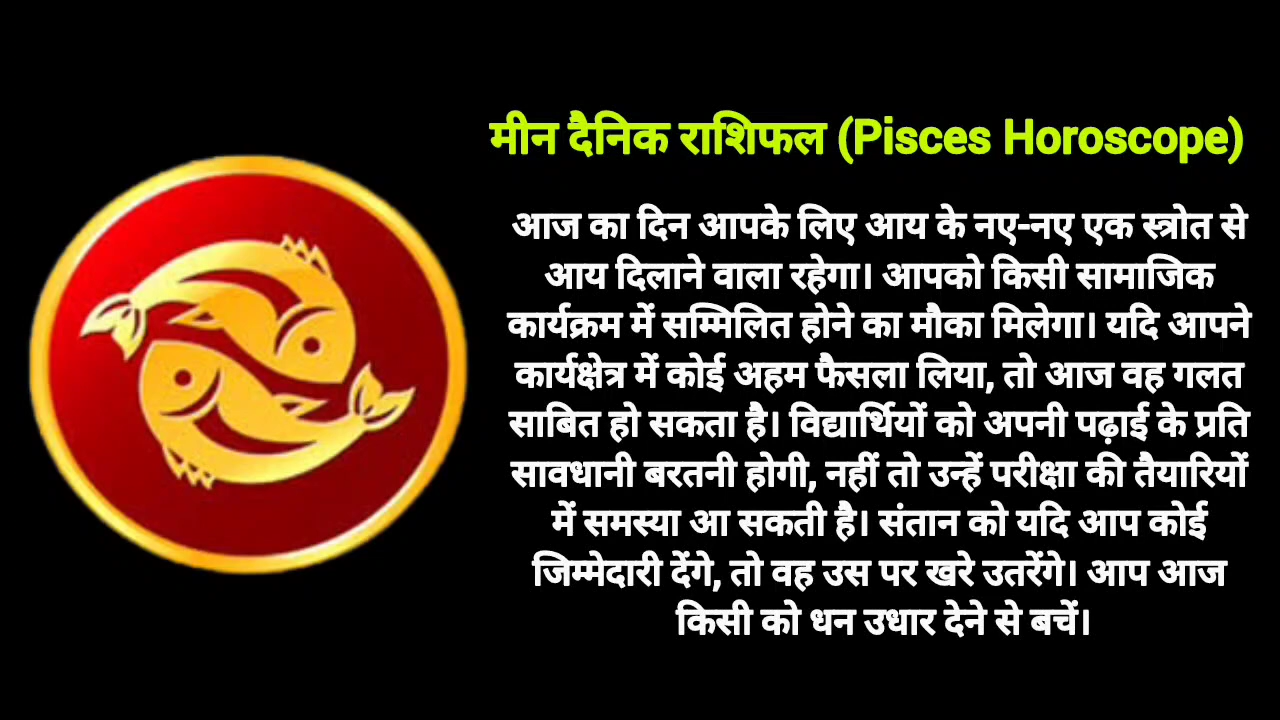 मीन दैनिक राशिफल (Pisces Horoscope)
आज का दिन आपके लिए आय के नए-नए एक स्त्रोत से
आय दिलाने वाला रहेगा। आपको किसी सामाजिक
कार्यक्रम में सम्मिलित होने का मौका मिलेगा। यदि आपने
कार्यक्षेत्र में कोई अहम फैसला लिया, तो आज वह गलत
साबित हो सकता है। विद्यार्थियों को अपनी पढ़ाई के प्रति
सावधानी बरतनी होगी, नहीं तो उन्हें परीक्षा की तैयारियों
में समस्या आ सकती है। संतान को यदि आप कोई
जिम्मेदारी देंगे, तो वह उस पर खरे उतरेंगे। आप आज
किसी को धन उधार देने से बचें।